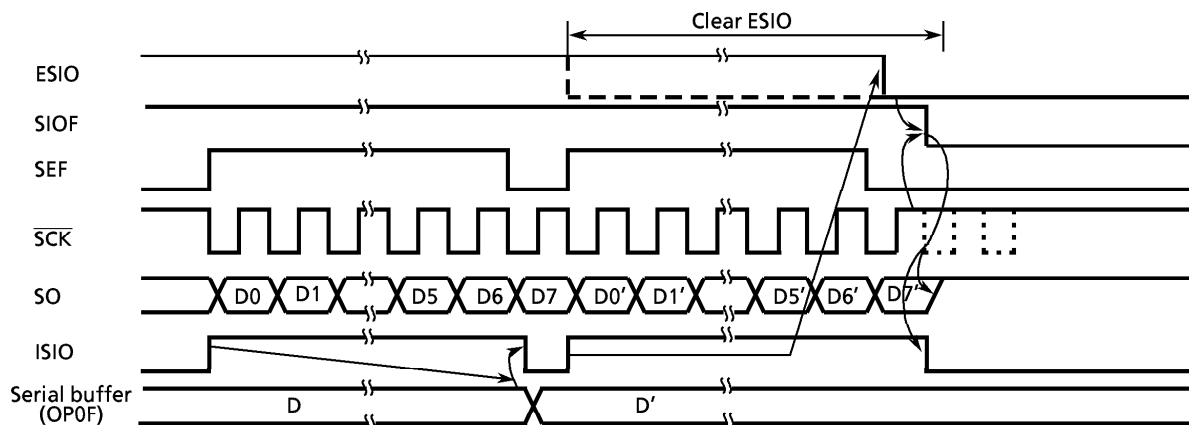 Clear ESIO
ESIO
SIOF
SEF
SCK
SO D0 D1 D5 D6 D7 D0′ D1′ D5′ D6′ D7′
ISIO
Serial buffer
(OP0F)
D D′